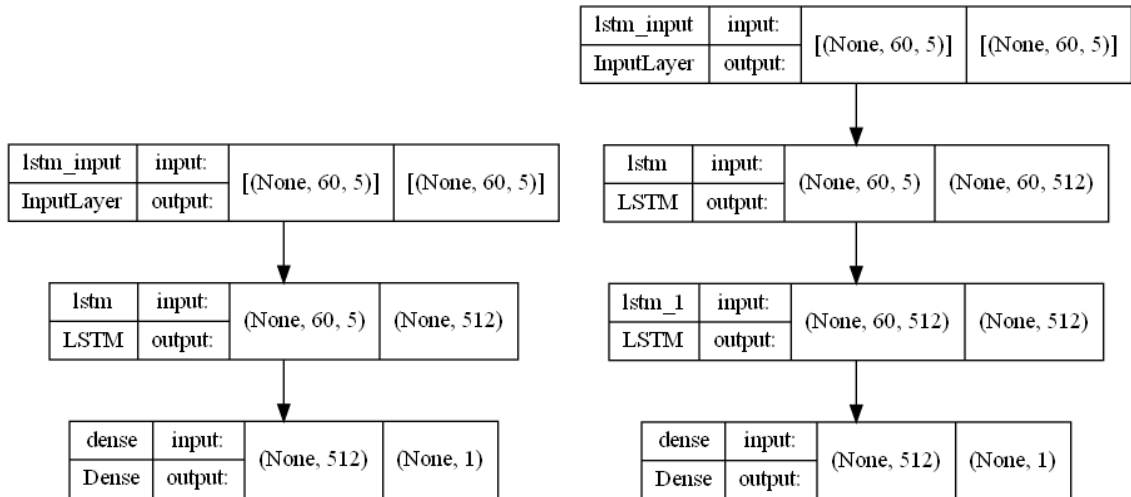 lstm_input input: [(None, 60, 5)] [(None, 60, 5)]
InputLayer output:
lstm input: (None, 60, 5) (None, 512)
LSTM output:
dense input: (None, 512) (None, 1)
Dense output:
lstm_input input: [(None, 60, 5)] [(None, 60, 5)]
InputLayer output:
lstm input: (None, 60, 5) (None, 60, 512)
LSTM output:
lstm_1 input: (None, 60, 512) (None, 512)
LSTM output:
dense input: (None, 512) (None, 1)
Dense output: